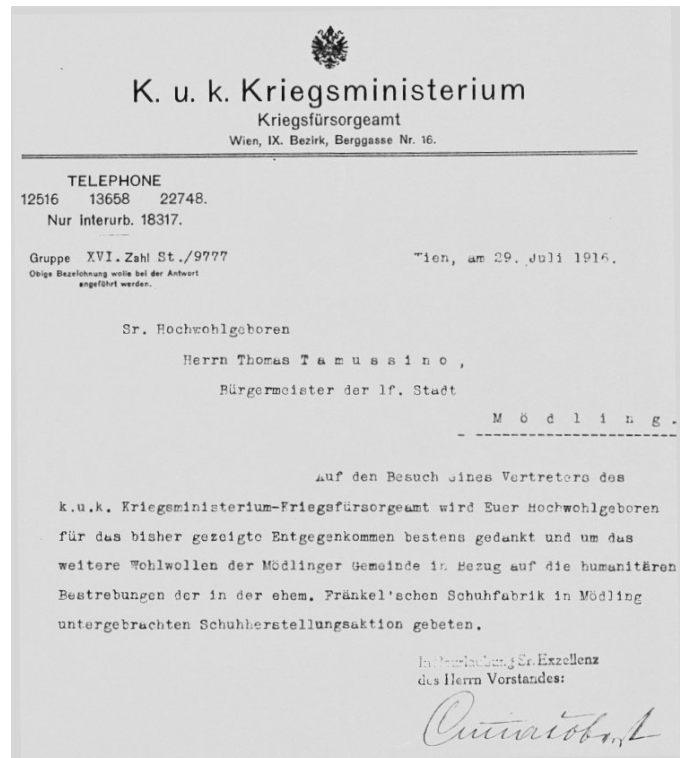 K. u. k. Kriegsministerium
Kriegsfürsorgeamt
Wien, IX. Bezirk, Berggasse Nr. 16.
TELEPHONE
12516 13658 22748.
Nur interurb. 18317.
Gruppe XVI. Zahl St./9777
Obige Bezeichnung wolle bei der Antwort
angeführt werden.
Wien, am 29. Juli 1916.
Sr. Hochwohlgeboren
Herrn Thomas Tamussino,
Bürgermeister der lf. Stadt
Mödling.
Auf den Besuch eines Vertreters des
k.u.k. Kriegsministerium-Kriegsfürsorgeamt wird Euer Hochwohlgeboren
für das bisher gezeigte Entgegenkommen bestens gedankt und um das
weitere Wohlwollen der Mödlinger Gemeinde in Bezug auf die humanitären
Bestrebungen der in der ehem. Fränkel'schen Schuhfabrik in Mödling
untergebrachten Schuhherstellungsaktion gebeten.
Sr. Exzellenz
des Herrn Vorstandes: